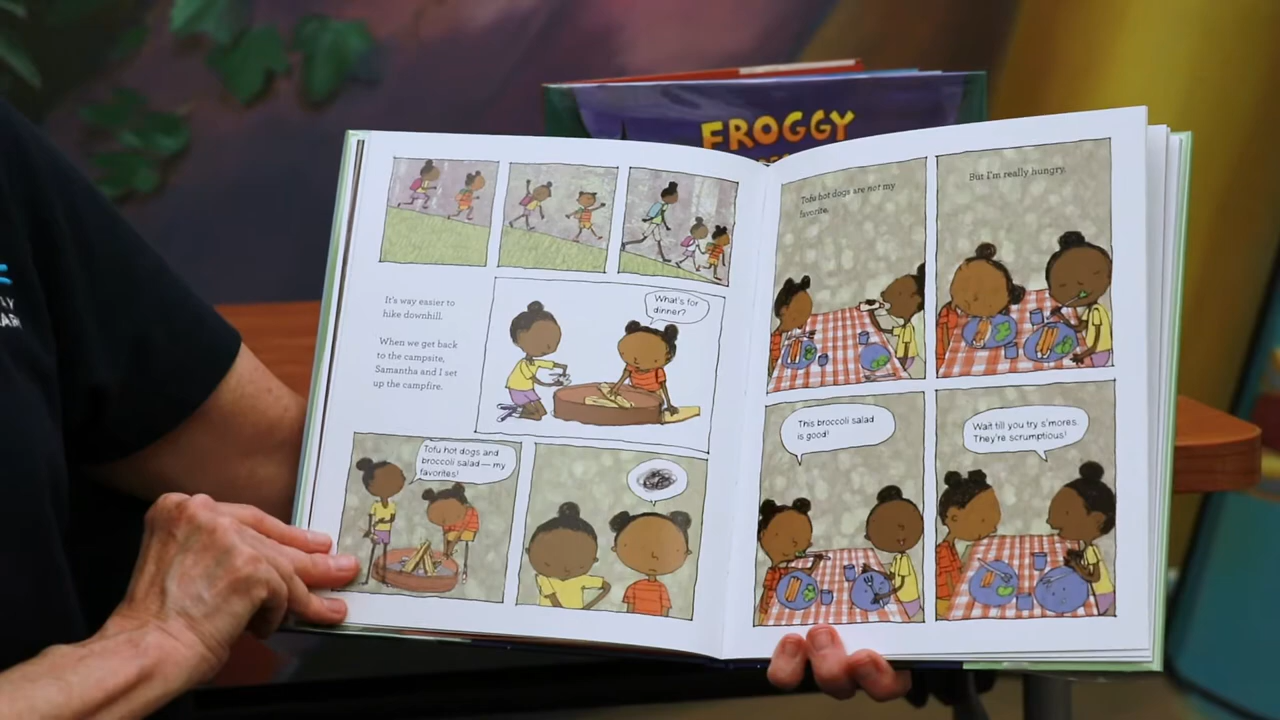 FROGGY
It's way easier to
hike downhill.
When we get back
to the campsite,
Samantha and I set
up the campfire.
What's for
dinner?
Tofu hot dogs and
broccoli salad — my
favorites!
Tofu hot dogs are not my
favorite.
But I'm really hungry.
This broccoli salad
is good!
Wait till you try s'mores.
They're scrumptious!